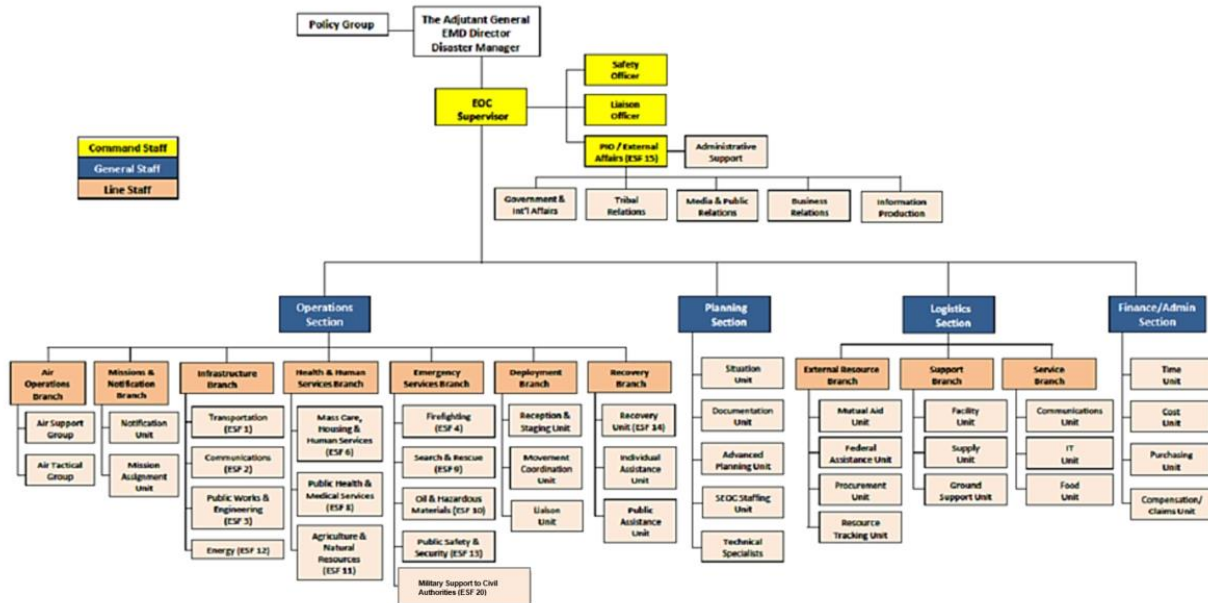 Policy Group
The Adjutant General
EMD Director
Disaster Manager
Safety
Officer
EOC
Supervisor
Liaison
Officer
PIO / External
Affairs (ESF 15)
Administrative
Support
Command Staff
General Staff
Line Staff
Government &
Int'l Affairs
Tribal
Relations
Media & Public
Relations
Business
Relations
Information
Production
Operations
Section
Planning
Section
Logistics
Section
Finance/Admin
Section
Air
Operations
Branch
Missions &
Notification
Branch
Infrastructure
Branch
Health & Human
Services Branch
Emergency
Services Branch
Deployment
Branch
Recovery
Branch
External Resource
Branch
Support
Branch
Service
Branch
Air Support
Group
Air Tactical
Group
Notification
Unit
Mission
Assignment
Unit
Transportation
(ESF 1)
Communications
(ESF 2)
Public Works &
Engineering
(ESF 3)
Energy (ESF 12)
Mass Care,
Housing &
Human Services
(ESF 6)
Public Health &
Medical Services
(ESF 8)
Agriculture &
Natural
Resources
(ESF 11)
Firefighting
(ESF 4)
Search & Rescue
(ESF 9)
Oil & Hazardous
Materials (ESF 10)
Public Safety &
Security (ESF 13)
Military Support to Civil
Authorities (ESF 20)
Reception &
Staging Unit
Movement
Coordination
Unit
Liaison
Unit
Recovery
Unit (ESF 14)
Individual
Assistance
Unit
Public
Assistance
Unit
Situation
Unit
Documentation
Unit
Advanced
Planning Unit
SEOC Staffing
Unit
Technical
Specialists
Mutual Aid
Unit
Federal
Assistance Unit
Procurement
Unit
Resource
Tracking Unit
Facility
Unit
Supply
Unit
Ground
Support Unit
Communications
Unit
IT
Unit
Food
Unit
Time
Unit
Cost
Unit
Purchasing
Unit
Compensation/
Claims Unit